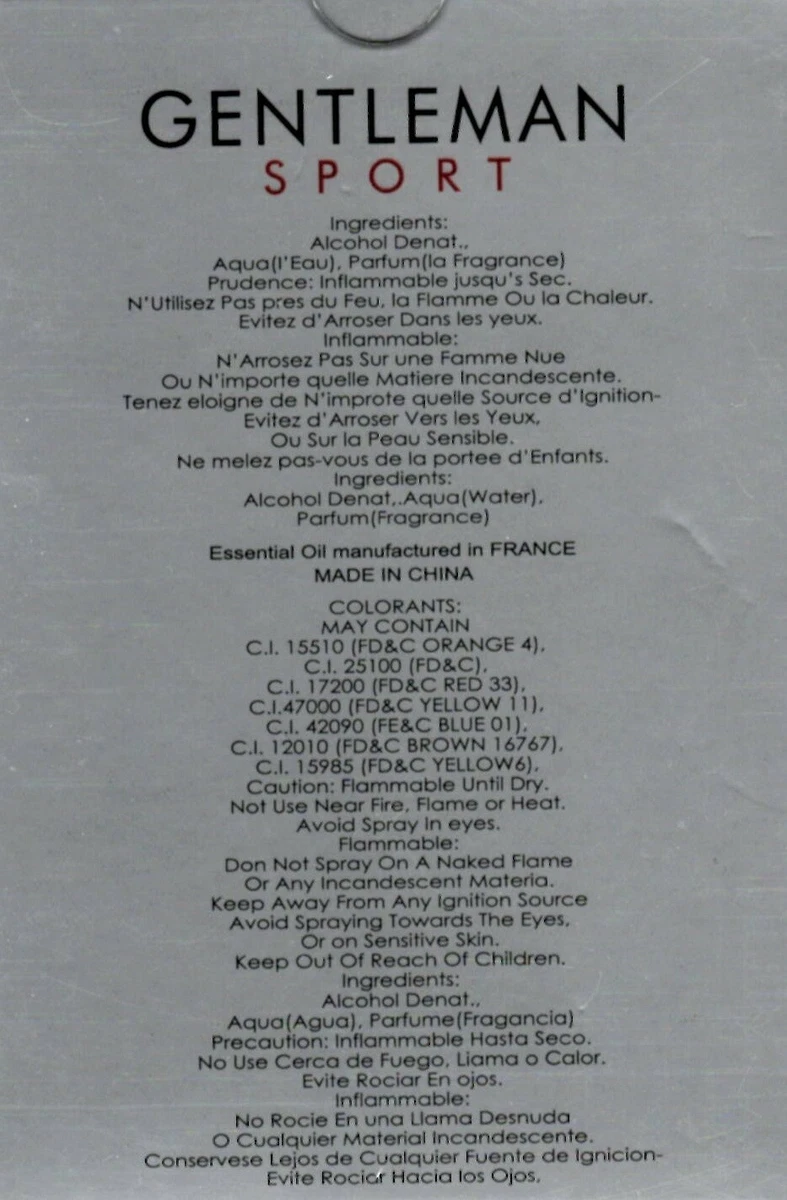 GENTLEMAN
SPORT
Ingredients:
Alcohol Denat.,
Aqua(l'Eau), Parfum(la Fragrance)
Prudence: Inflammable jusqu's Sec.
N'Utilisez Pas pres du Feu, la Flamme Ou la Chaleur.
Evitez d'Arroser Dans les yeux.
Inflammable:
N'Arrosez Pas Sur une Famme Nue
Ou N'importe quelle Matiere Incandescente.
Tenez eloigne de N'improte quelle Source d'Ignition-
Evitez d'Arroser Vers les Yeux,
Ou Sur la Peau Sensible.
Ne melez pas-vous de la portee d'Enfants.
Ingredients:
Alcohol Denat,.Aqua(Water),
Parfum(Fragrance)
Essential Oil manufactured in FRANCE
MADE IN CHINA
COLORANTS:
MAY CONTAIN
C.I. 15510 (FD&C ORANGE 4),
C.I. 25100 (FD&C),
C.I. 17200 (FD&C RED 33),
C.I.47000 (FD&C YELLOW 11),
C.I. 42090 (FE&C BLUE 01),
C.I. 12010 (FD&C BROWN 16767),
C.I. 15985 (FD&C YELLOW6),
Caution: Flammable Until Dry.
Not Use Near Fire, Flame or Heat.
Avoid Spray In eyes.
Flammable:
Don Not Spray On A Naked Flame
Or Any Incandescent Materia.
Keep Away From Any Ignition Source
Avoid Spraying Towards The Eyes,
Or on Sensitive Skin.
Keep Out Of Reach Of Children.
Ingredients:
Alcohol Denat.,
Aqua(Agua), Parfume(Fragancia)
Precaution: Inflammable Hasta Seco.
No Use Cerca de Fuego, Liama o Calor.
Evite Rociar En ojos.
Inflammable:
No Rocie En una Llama Desnuda
O Cualquier Material Incandescente.
Conservese Lejos de Cualquier Fuente de Ignicion-
Evite Rociar Hacia los Ojos,